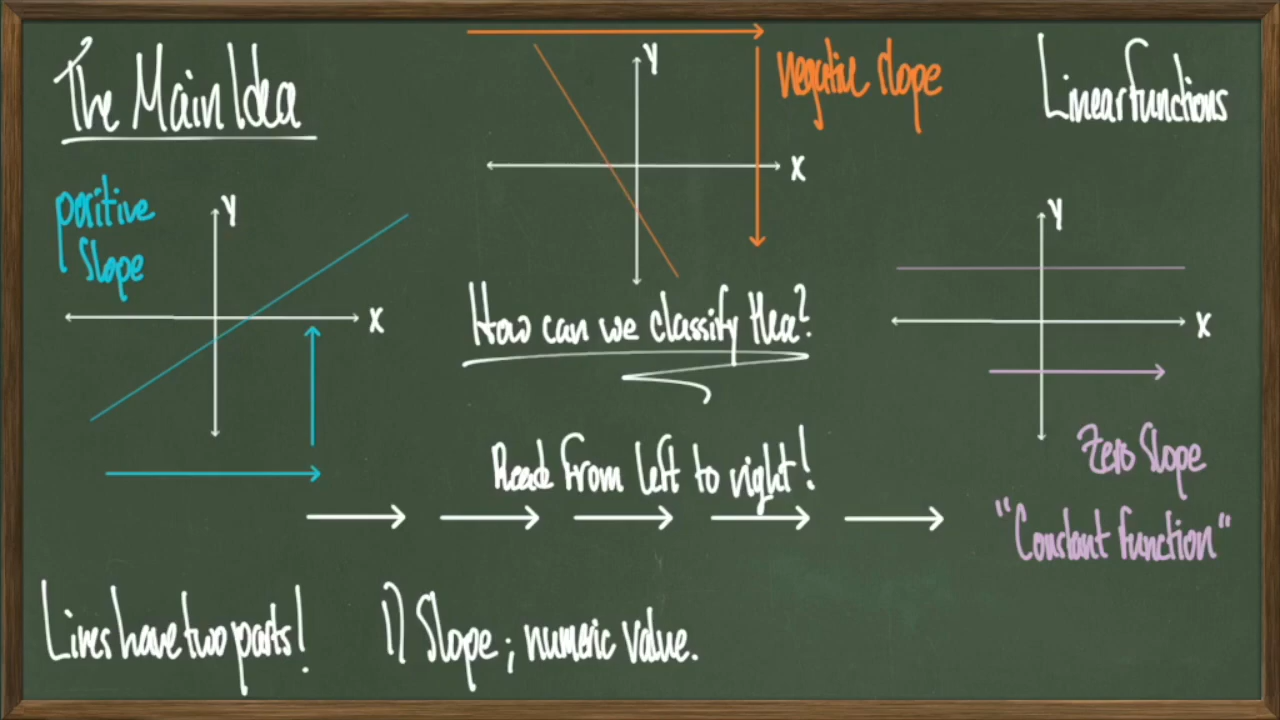 The Main Idea
Linear Functions
negative slope
Y
X
positive
Slope
Y
X
Y
X
How can we classify these?
Read from left to right!
Zero Slope
"Constant Function"
Lines have two parts!
1) Slope; numeric value.